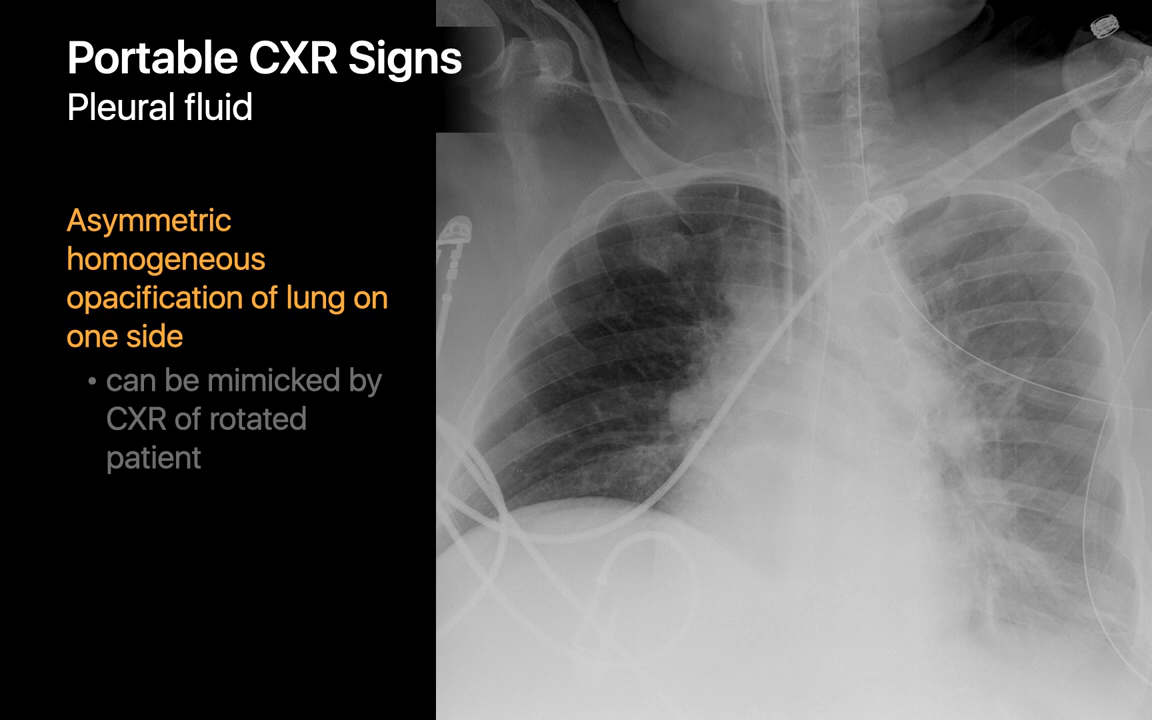 Portable CXR Signs
Pleural fluid
Asymmetric
homogeneous
opacification of lung on
one side
• can be mimicked by
CXR of rotated
patient